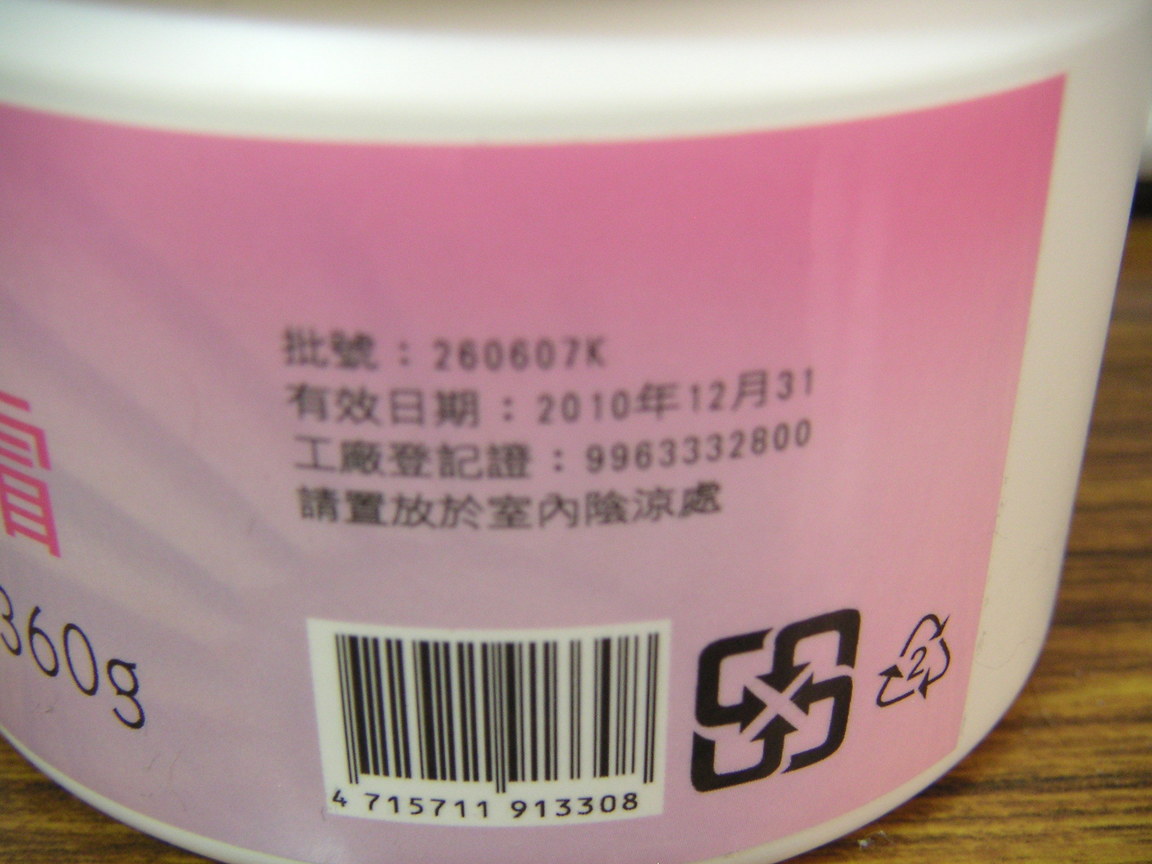 批號：260607K
有效日期：2010年12月31
工廠登記證：9963332800
請置放於室內陰涼處
360g
4 715711 913308
2